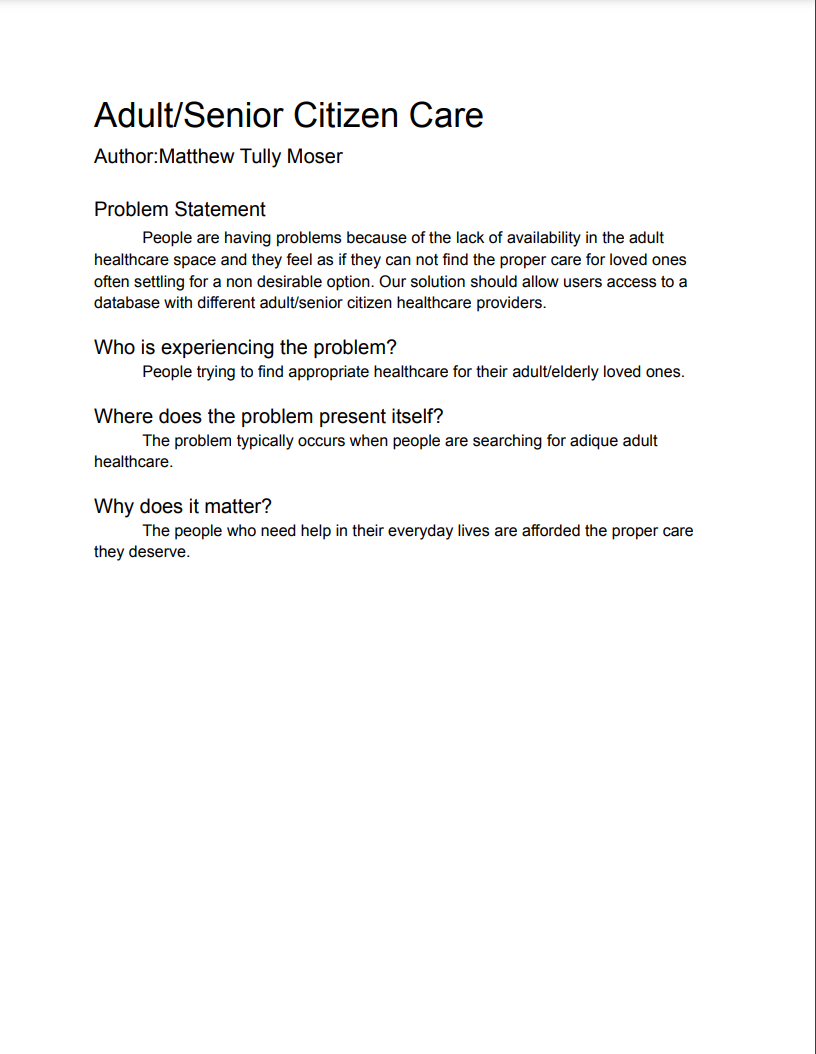 Adult/Senior Citizen Care
Author:Matthew Tully Moser
Problem Statement
People are having problems because of the lack of availability in the adult
healthcare space and they feel as if they can not find the proper care for loved ones
often settling for a non desirable option. Our solution should allow users access to a
database with different adult/senior citizen healthcare providers.
Who is experiencing the problem?
People trying to find appropriate healthcare for their adult/elderly loved ones.
Where does the problem present itself?
The problem typically occurs when people are searching for adique adult
healthcare.
Why does it matter?
The people who need help in their everyday lives are afforded the proper care
they deserve.